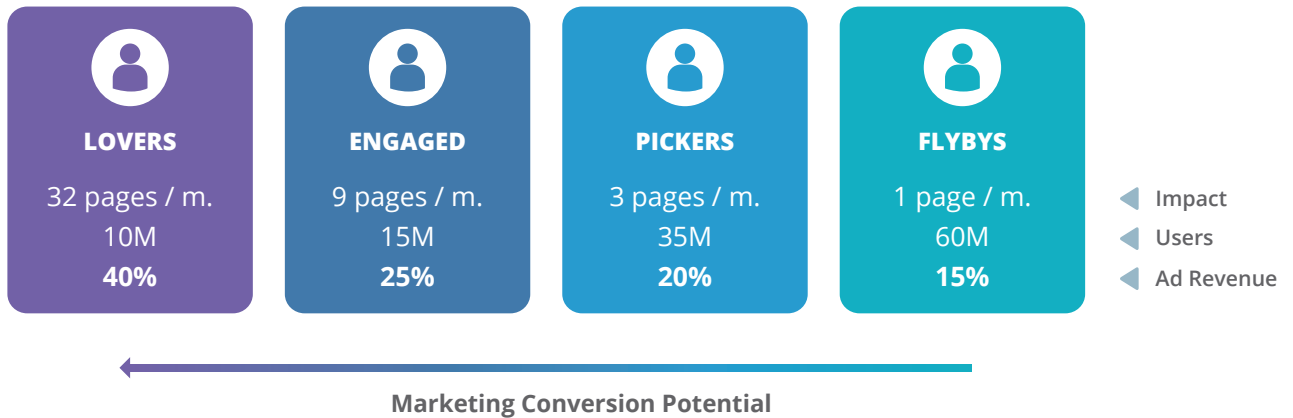 LOVERS
32 pages / m.
10M
40%
ENGAGED
9 pages / m.
15M
25%
PICKERS
3 pages / m.
35M
20%
FLYBYS
1 page / m.
60M
15%
Impact
Users
Ad Revenue
Marketing Conversion Potential